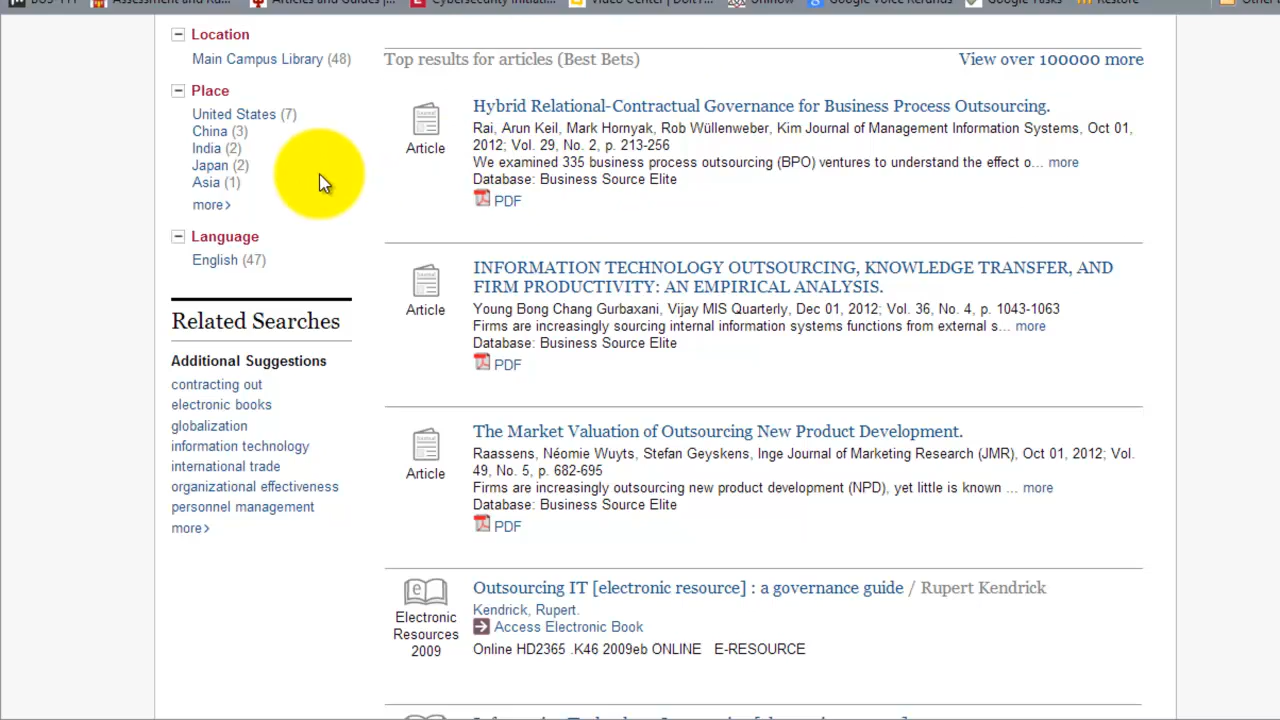 Location
Main Campus Library (48)
Place
United States (7)
China (3)
India (2)
Japan (2)
Asia (1)
more>
Language
English (47)
Related Searches
Additional Suggestions
contracting out
electronic books
globalization
information technology
international trade
organizational effectiveness
personnel management
more>
Top results for articles (Best Bets)
View over 100000 more
Article
Hybrid Relational-Contractual Governance for Business Process Outsourcing.
Rai, Arun Keil, Mark Hornyak, Rob Wüllenweber, Kim Journal of Management Information Systems, Oct 01,
2012; Vol. 29, No. 2, p. 213-256
We examined 335 business process outsourcing (BPO) ventures to understand the effect o... more
Database: Business Source Elite
PDF
Article
INFORMATION TECHNOLOGY OUTSOURCING, KNOWLEDGE TRANSFER, AND
FIRM PRODUCTIVITY: AN EMPIRICAL ANALYSIS.
Young Bong Chang Gurbaxani, Vijay MIS Quarterly, Dec 01, 2012; Vol. 36, No. 4, p. 1043-1063
Firms are increasingly sourcing internal information systems functions from external s... more
Database: Business Source Elite
PDF
Article
The Market Valuation of Outsourcing New Product Development.
Raassens, Néomie Wuyts, Stefan Geyskens, Inge Journal of Marketing Research (JMR), Oct 01, 2012; Vol.
49, No. 5, p. 682-695
Firms are increasingly outsourcing new product development (NPD), yet little is known ... more
Database: Business Source Elite
PDF
Electronic
Resources
2009
Outsourcing IT [electronic resource] : a governance guide / Rupert Kendrick
Kendrick, Rupert.
Access Electronic Book
Online HD2365 .K46 2009eb ONLINE E-RESOURCE